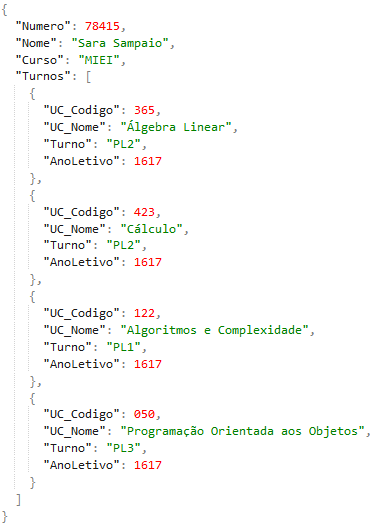 {
  "Numero": 78415,
  "Nome": "Sara Sampaio",
  "Curso": "MIEI",
  "Turnos": [
    {
      "UC_Codigo": 365,
      "UC_Nome": "Álgebra Linear",
      "Turno": "PL2",
      "AnoLetivo": 1617
    },
    {
      "UC_Codigo": 423,
      "UC_Nome": "Cálculo",
      "Turno": "PL2",
      "AnoLetivo": 1617
    },
    {
      "UC_Codigo": 122,
      "UC_Nome": "Algoritmos e Complexidade",
      "Turno": "PL1",
      "AnoLetivo": 1617
    },
    {
      "UC_Codigo": 050,
      "UC_Nome": "Programação Orientada aos Objetos",
      "Turno": "PL3",
      "AnoLetivo": 1617
    }
  ]
}